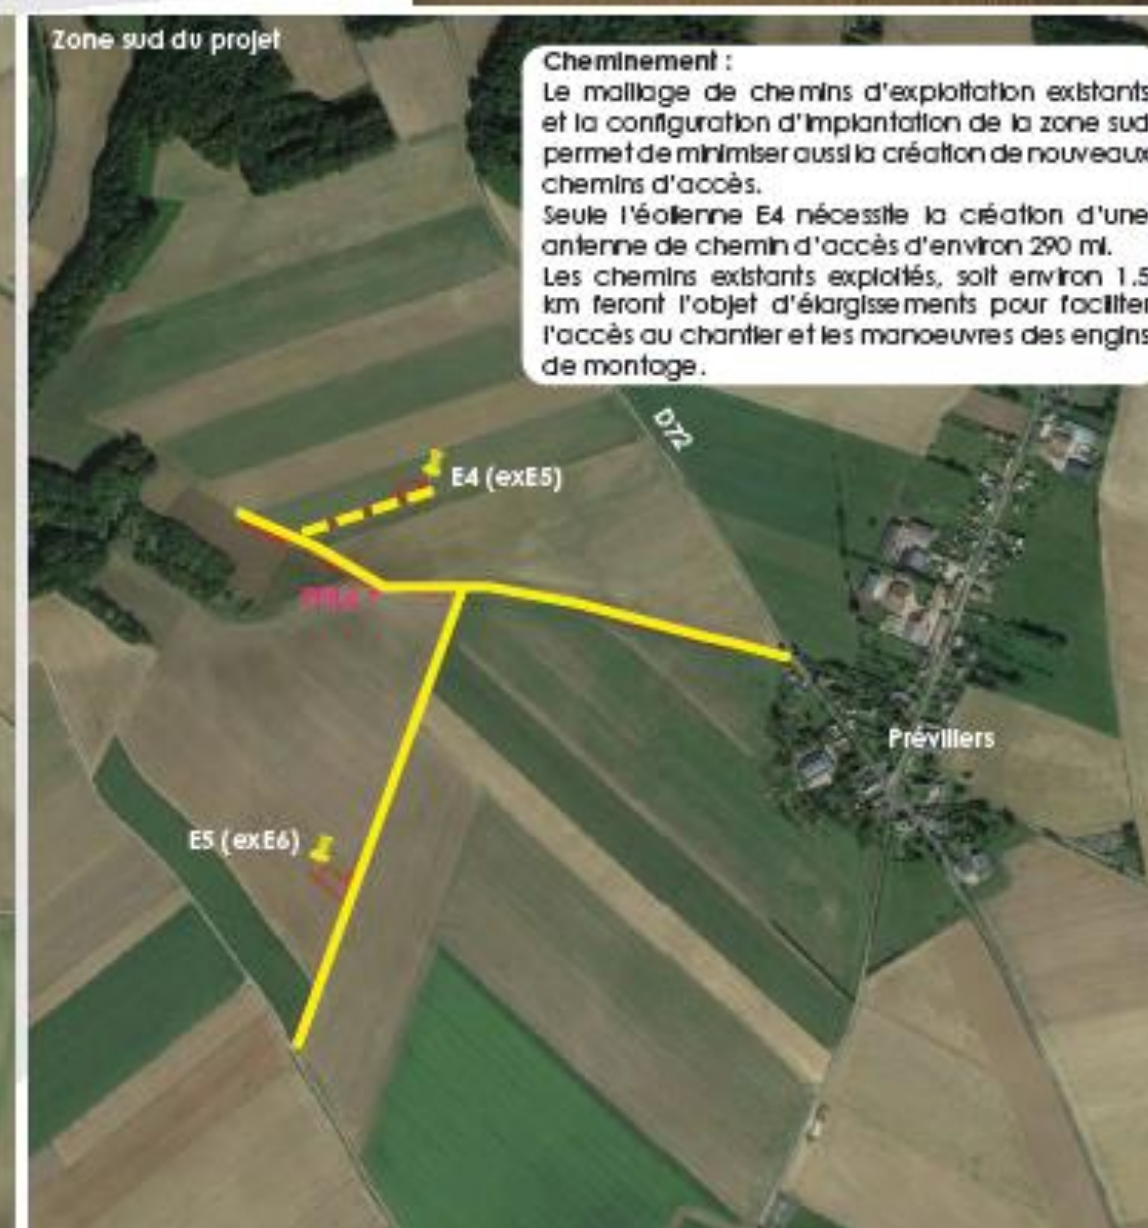 Zone sud du projet
Cheminement :
Le maillage de chemins d'exploitation existants
et la configuration d'implantation de la zone sud
permet de minimiser aussi la création de nouveaux
chemins d'accès.
Seule l'éolienne E4 nécessite la création d'une
antenne de chemin d'accès d'environ 290 ml.
Les chemins existants exploités, soit environ 1.5
km feront l'objet d'élargissements pour faciliter
l'accès au chantier et les manoeuvres des engins
de montage.
D72
E4 (exE5)
Prévillers
E5 (exE6)